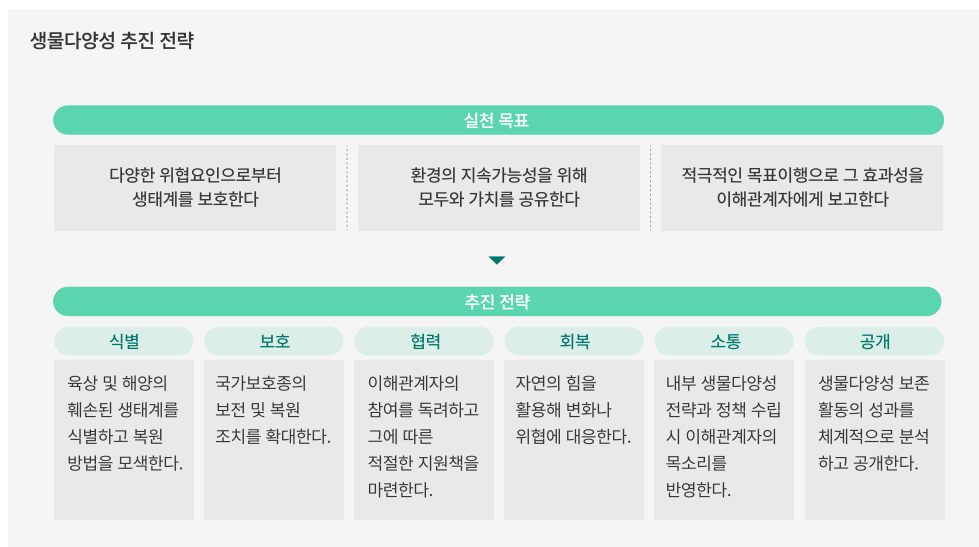 생물다양성 추진 전략
실천 목표
다양한 위협요인으로부터
생태계를 보호한다
환경의 지속가능성을 위해
모두와 가치를 공유한다
적극적인 목표이행으로 그 효과성을
이해관계자에게 보고한다
추진 전략
식별
육상 및 해양의
훼손된 생태계를
식별하고 복원
방법을 모색한다.
보호
국가보호종의
보전 및 복원
조치를 확대한다.
협력
이해관계자의
참여를 독려하고
그에 따른
적절한 지원책을
마련한다.
회복
자연의 힘을
활용해 변화나
위협에 대응한다.
소통
내부 생물다양성
전략과 정책 수립
시 이해관계자의
목소리를
반영한다.
공개
생물다양성 보존
활동의 성과를
체계적으로 분석
하고 공개한다.